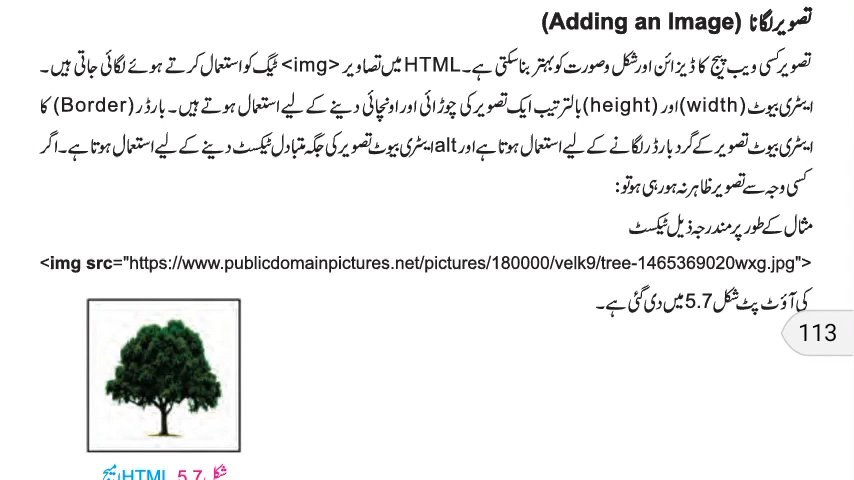 تصویر لگانا (Adding an Image)
تصویر کسی ویب پیج کا ڈیزائن اور شکل و صورت کو بہتر بنا سکتی ہے۔ HTML میں تصاویر <img> ٹیگ کو استعمال کرتے ہوئے لگائی جاتی ہیں۔
ایٹری بیوٹ (width) اور (height) بالترتیب ایک تصویر کی چوڑائی اور اونچائی دینے کے لیے استعمال ہوتے ہیں۔ بارڈر (Border) کا
ایٹری بیوٹ تصویر کے گرد بارڈر لگانے کے لیے استعمال ہوتا ہے اور alt ایٹری بیوٹ تصویر کی جگہ متبادل ٹیکسٹ دینے کے لیے استعمال ہوتا ہے۔ اگر
کسی وجہ سے تصویر ظاہر نہ ہو رہی ہو تو:
مثال کے طور پر مندرجہ ذیل ٹیکسٹ
<img src="https://www.publicdomainpictures.net/pictures/180000/velk9/tree-1465369020wxg.jpg">
کی آؤٹ پٹ شکل 5.7 میں دی گئی ہے۔
113
شکل 5.7 HTML امیج